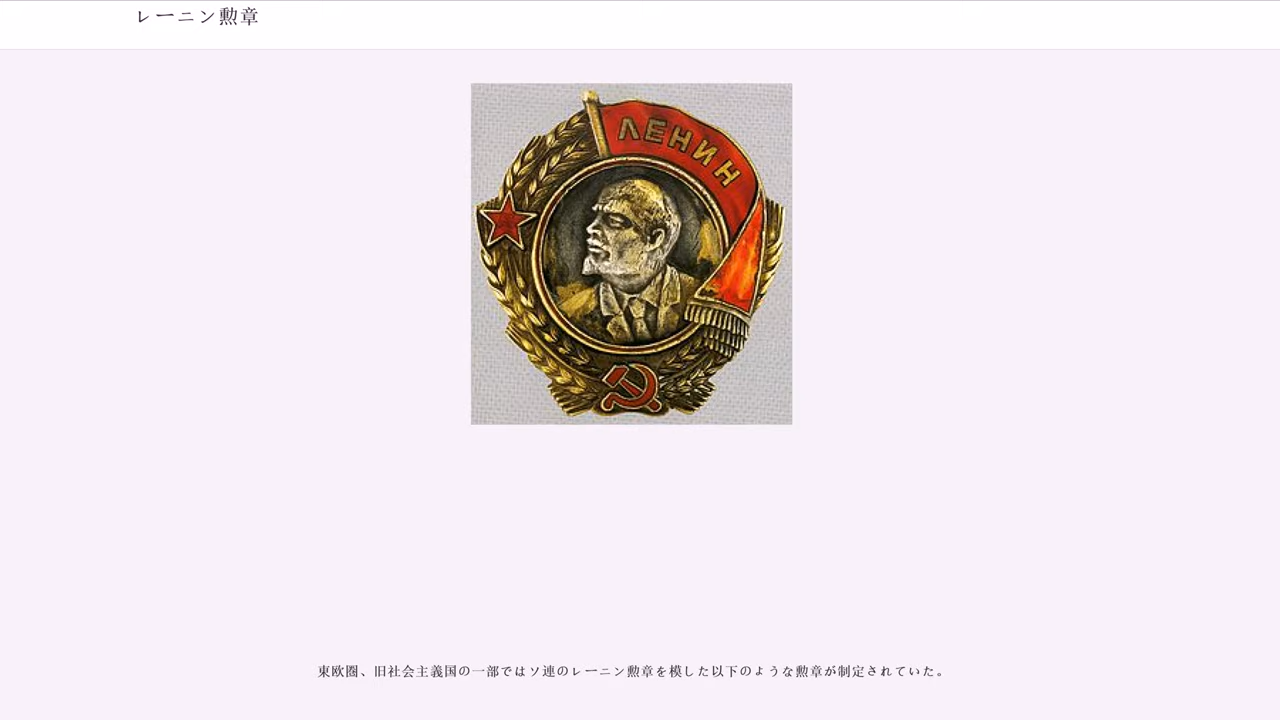 レーニン勲章
ЛЕНИН
東欧圏、旧社会主義国の一部ではソ連のレーニン勲章を模した以下のような勲章が制定されていた。